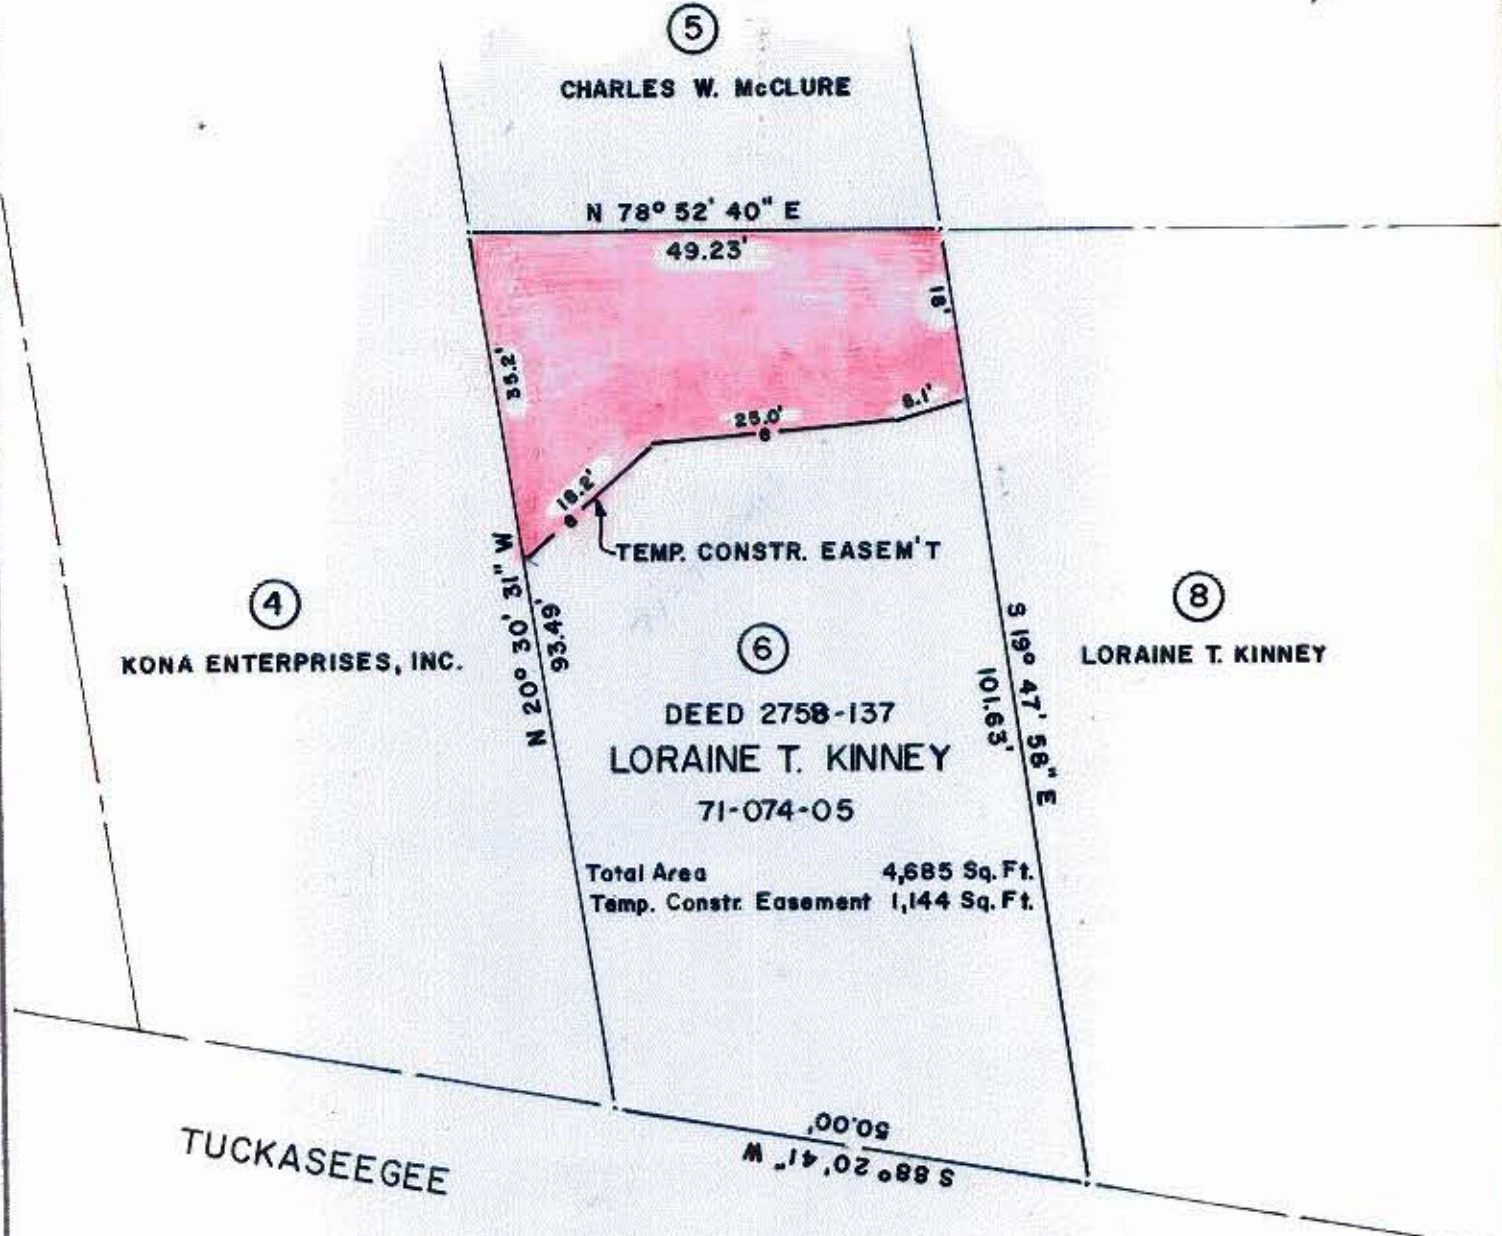 5
CHARLES W. McCLURE
N 78° 52' 40" E
49.23'
18'
35.2'
25.0'
6.1'
16.2'
TEMP. CONSTR. EASEM'T
N 20° 30' 31" W
93.49'
4
KONA ENTERPRISES, INC.
6
DEED 2758-137
LORAINE T. KINNEY
71-074-05
Total Area 4,685 Sq. Ft.
Temp. Constr. Easement 1,144 Sq. Ft.
S 19° 47' 58" E
101.63'
8
LORAINE T. KINNEY
50.00'
S 88° 20' 41" W
TUCKASEEGEE